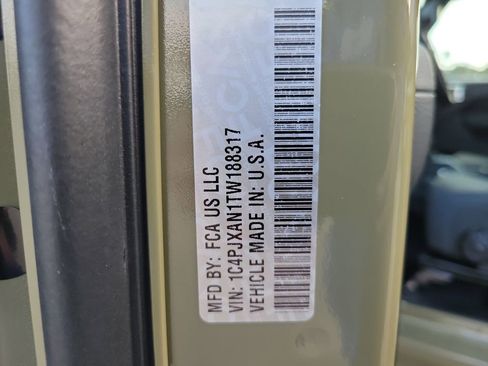 MFD BY: FCA US LLC
VIN: 1C4PJXAN1TW188317
VEHICLE MADE IN: U.S.A.